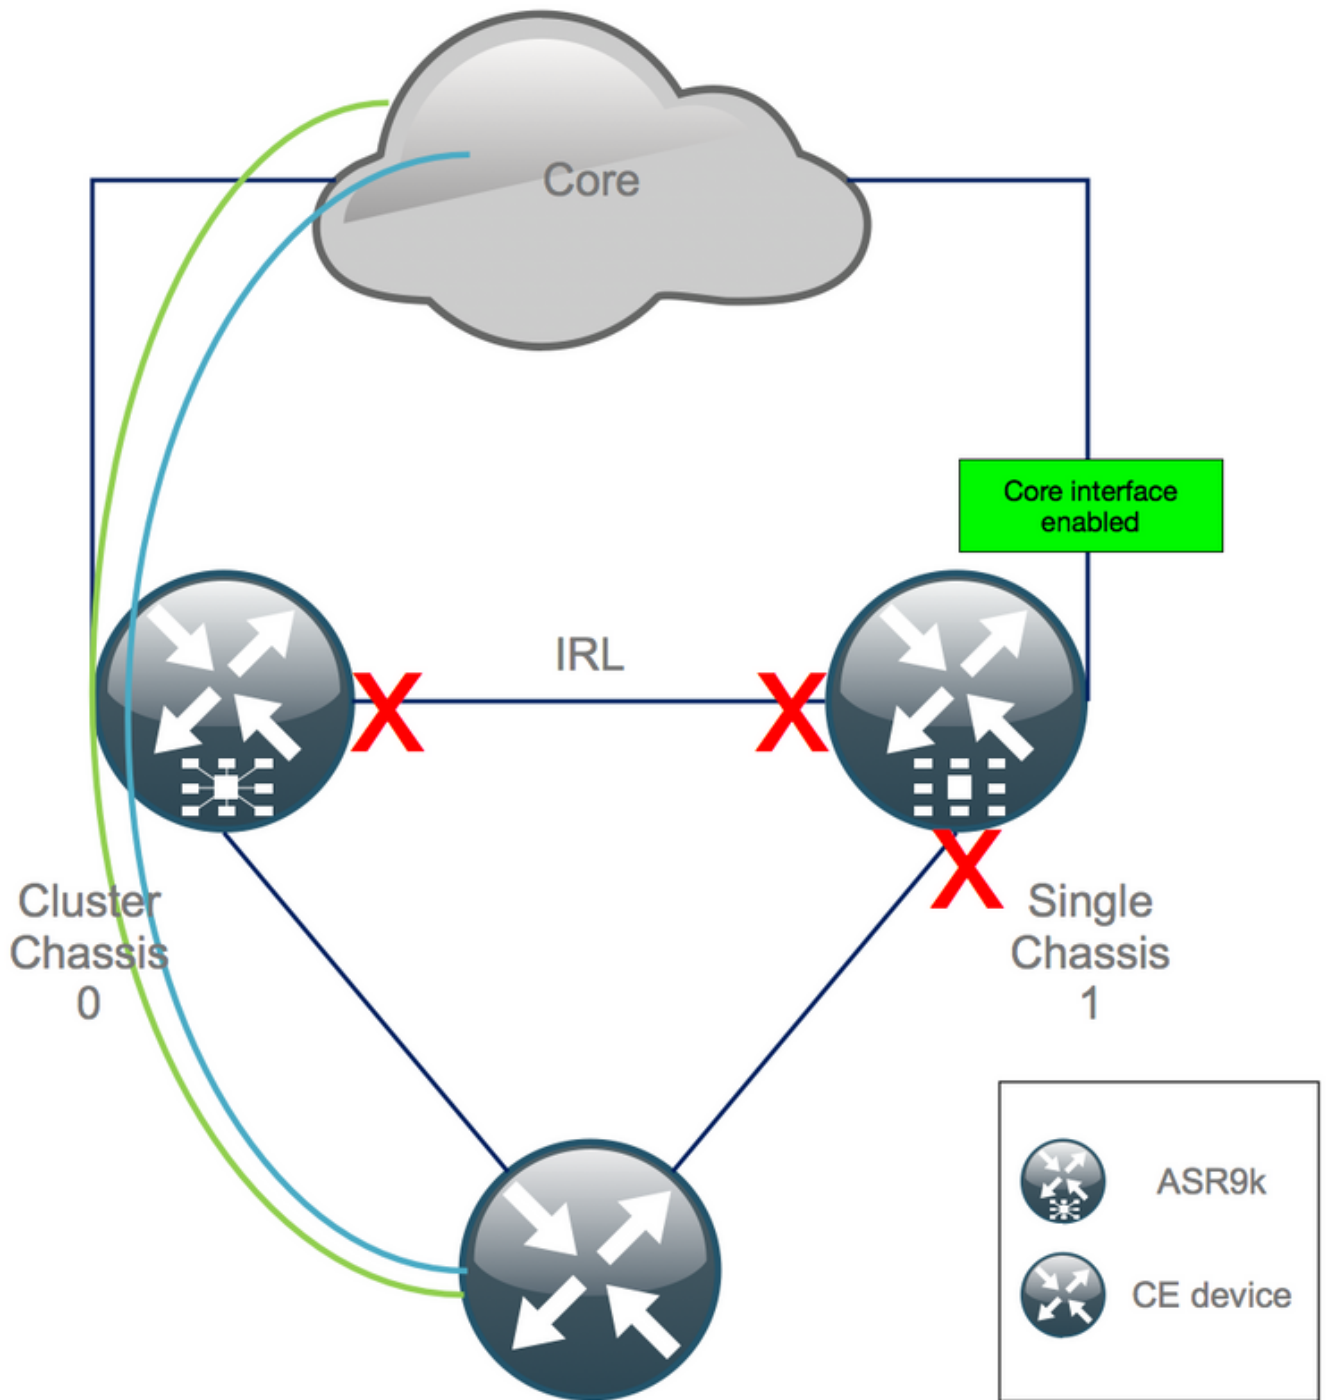 Core
Core interface
enabled
IRL
Cluster
Chassis
0
Single
Chassis
1
ASR9k
CE device